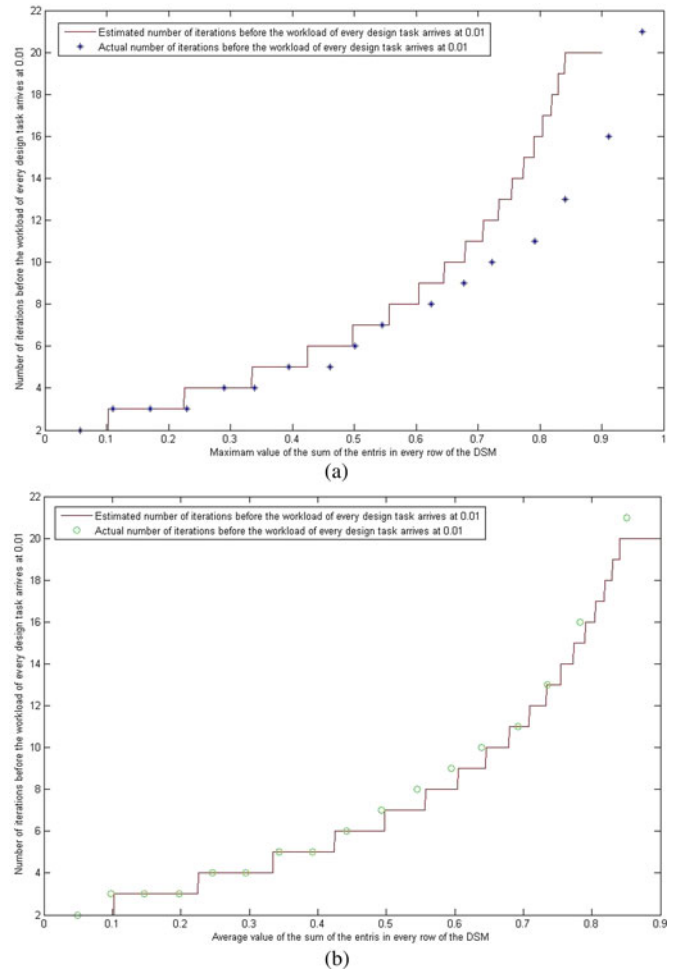 22
20
18
16
14
12
10
8
6
4
2
Number of iterations before the workload of every design task arrives at 0.01
Estimated number of iterations before the workload of every design task arrives at 0.01
Actual number of iterations before the workload of every design task arrives at 0.01
0 0.1 0.2 0.3 0.4 0.5 0.6 0.7 0.8 0.9 1
Maximam value of the sum of the entris in every row of the DSM
(a)
22
20
18
16
14
12
10
8
6
4
2
Number of iterations before the workload of every design task arrives at 0.01
Estimated number of iterations before the workload of every design task arrives at 0.01
Actual number of iterations before the workload of every design task arrives at 0.01
0 0.1 0.2 0.3 0.4 0.5 0.6 0.7 0.8 0.9
Average value of the sum of the entris in every row of the DSM
(b)